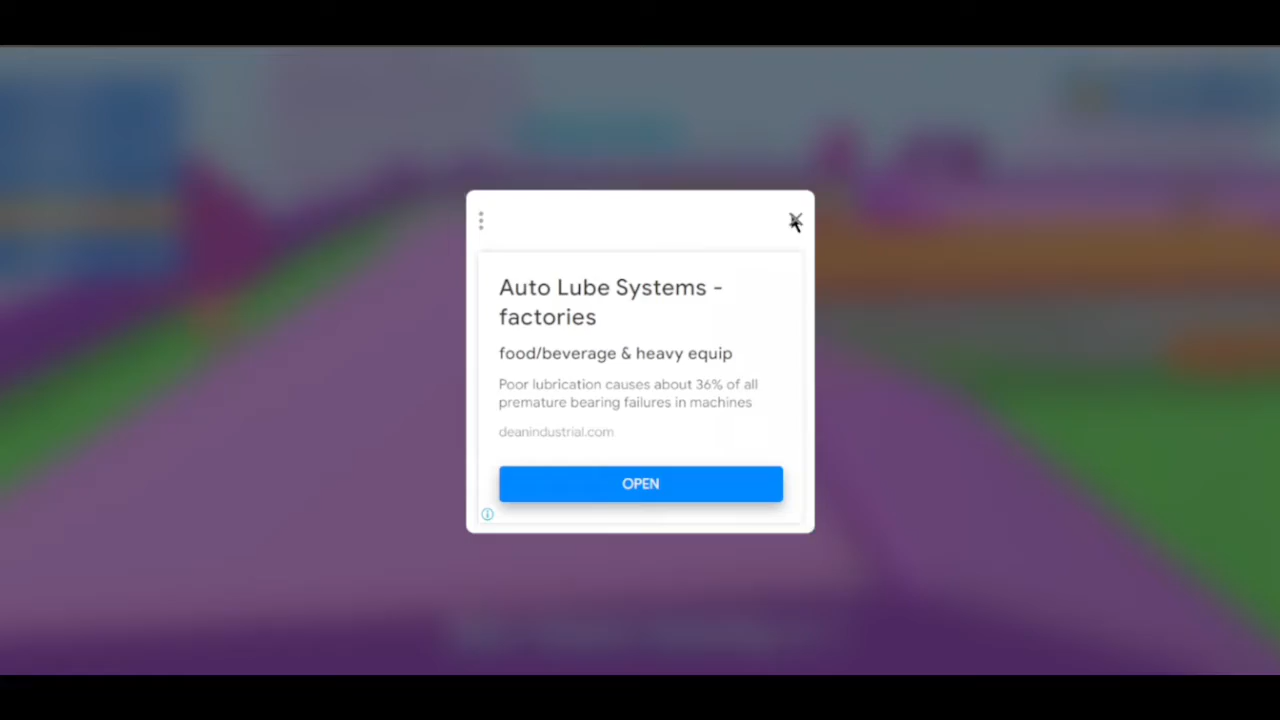 Auto Lube Systems -
factories
food/beverage & heavy equip
Poor lubrication causes about 36% of all
premature bearing failures in machines
deanindustrial.com
OPEN